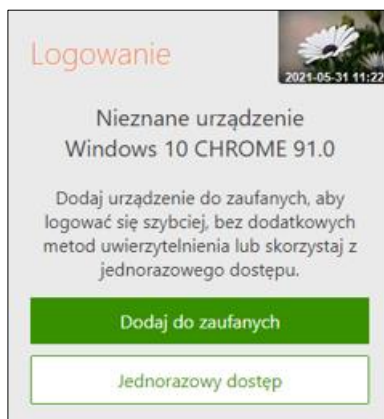 Logowanie
2021-05-31 11:22
Nieznane urządzenie
Windows 10 CHROME 91.0
Dodaj urządzenie do zaufanych, aby
logować się szybciej, bez dodatkowych
metod uwierzytelnienia lub skorzystaj z
jednorazowego dostępu.
Dodaj do zaufanych
Jednorazowy dostęp